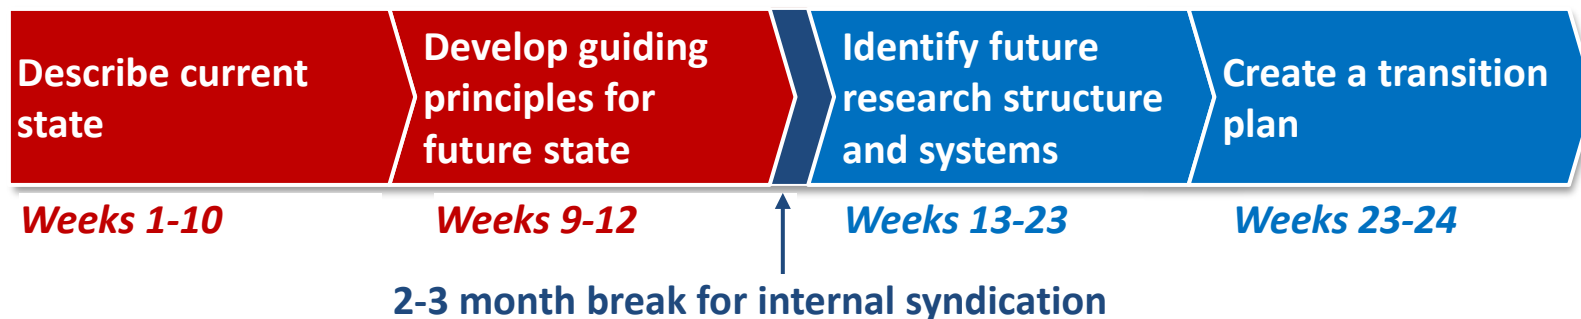 Describe current
state
Develop guiding
principles for
future state
Identify future
research structure
and systems
Create a transition
plan
Weeks 1-10
Weeks 9-12
Weeks 13-23
Weeks 23-24
2-3 month break for internal syndication